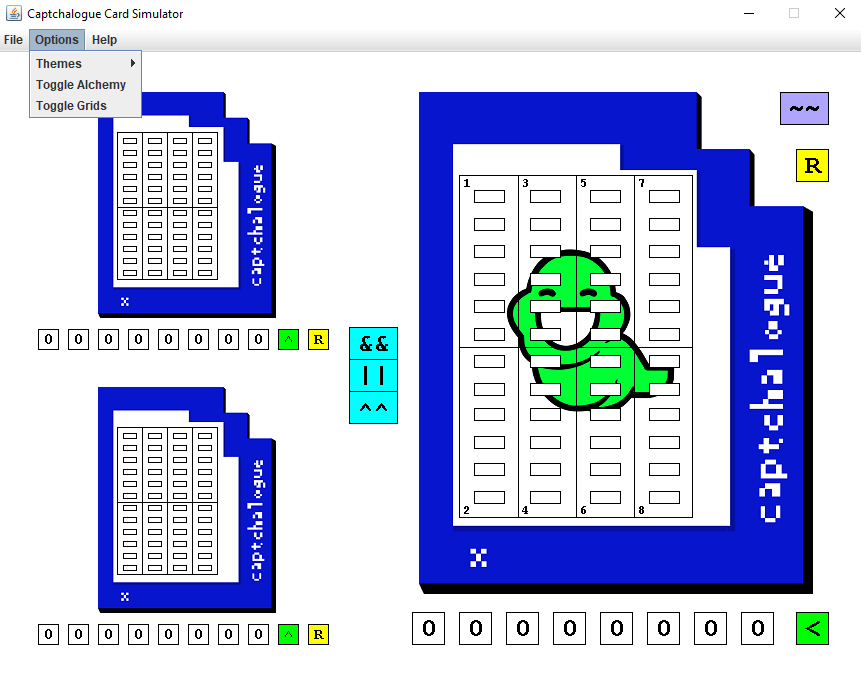 Captchalogue Card Simulator
File Options Help
Themes
Toggle Alchemy
Toggle Grids
captchalogue
x
0 0 0 0 0 0 0 0 ^ R
captchalogue
x
0 0 0 0 0 0 0 0 ^ R
&&
||
^^
~~
R
1 3 5 7
2 4 6 8
captchalogue
x
0 0 0 0 0 0 0 0 <